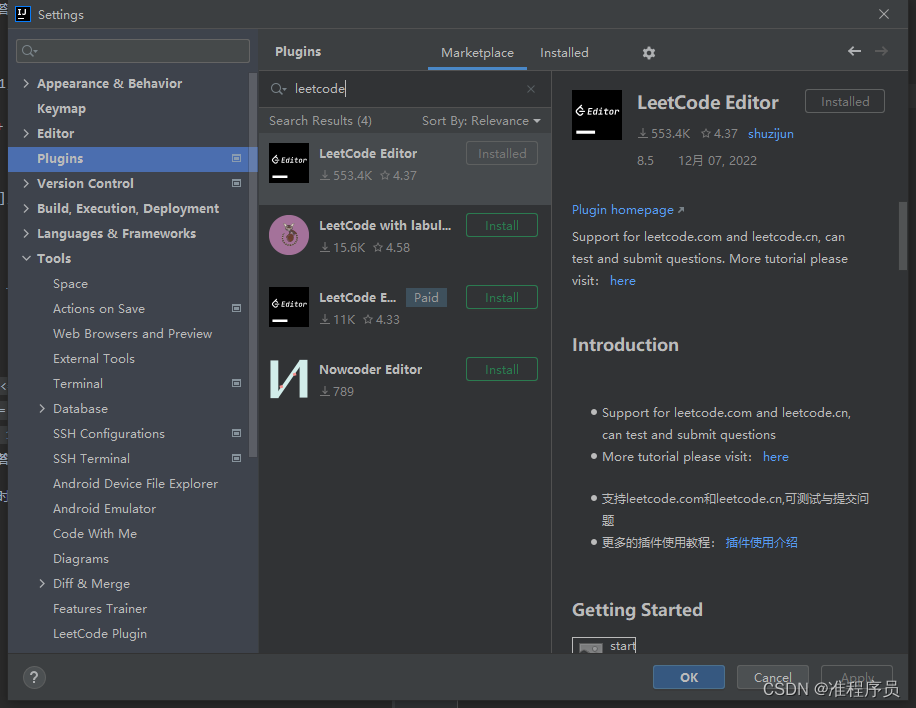 Settings
Appearance & Behavior
Keymap
Editor
Plugins
Version Control
Build, Execution, Deployment
Languages & Frameworks
Tools
Space
Actions on Save
Web Browsers and Preview
External Tools
Terminal
Database
SSH Configurations
SSH Terminal
Android Device File Explorer
Android Emulator
Code With Me
Diagrams
Diff & Merge
Features Trainer
LeetCode Plugin
Plugins
Marketplace
Installed
leetcode
Search Results (4)
Sort By: Relevance
Editor
LeetCode Editor
Installed
553.4K
4.37
LeetCode with labul...
Install
15.6K
4.58
Editor
LeetCode E...
Paid
Install
11K
4.33
Nowcoder Editor
Install
789
Editor
LeetCode Editor
Installed
553.4K
4.37
shuzijun
8.5
12月 07, 2022
Plugin homepage
Support for leetcode.com and leetcode.cn, can
test and submit questions. More tutorial please
visit： here
Introduction
Support for leetcode.com and leetcode.cn,
can test and submit questions
More tutorial please visit： here
支持leetcode.com和leetcode.cn,可测试与提交问
题
更多的插件使用教程： 插件使用介绍
Getting Started
start
?
OK
Cancel
Apply
CSDN @准程序员